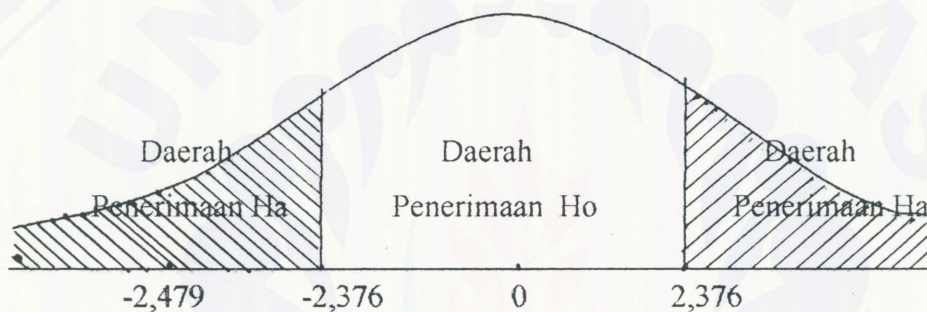 Daerah Daerah Daerah
Penerimaan Ha Penerimaan Ho Penerimaan Ha
-2,479 -2,376 0 2,376